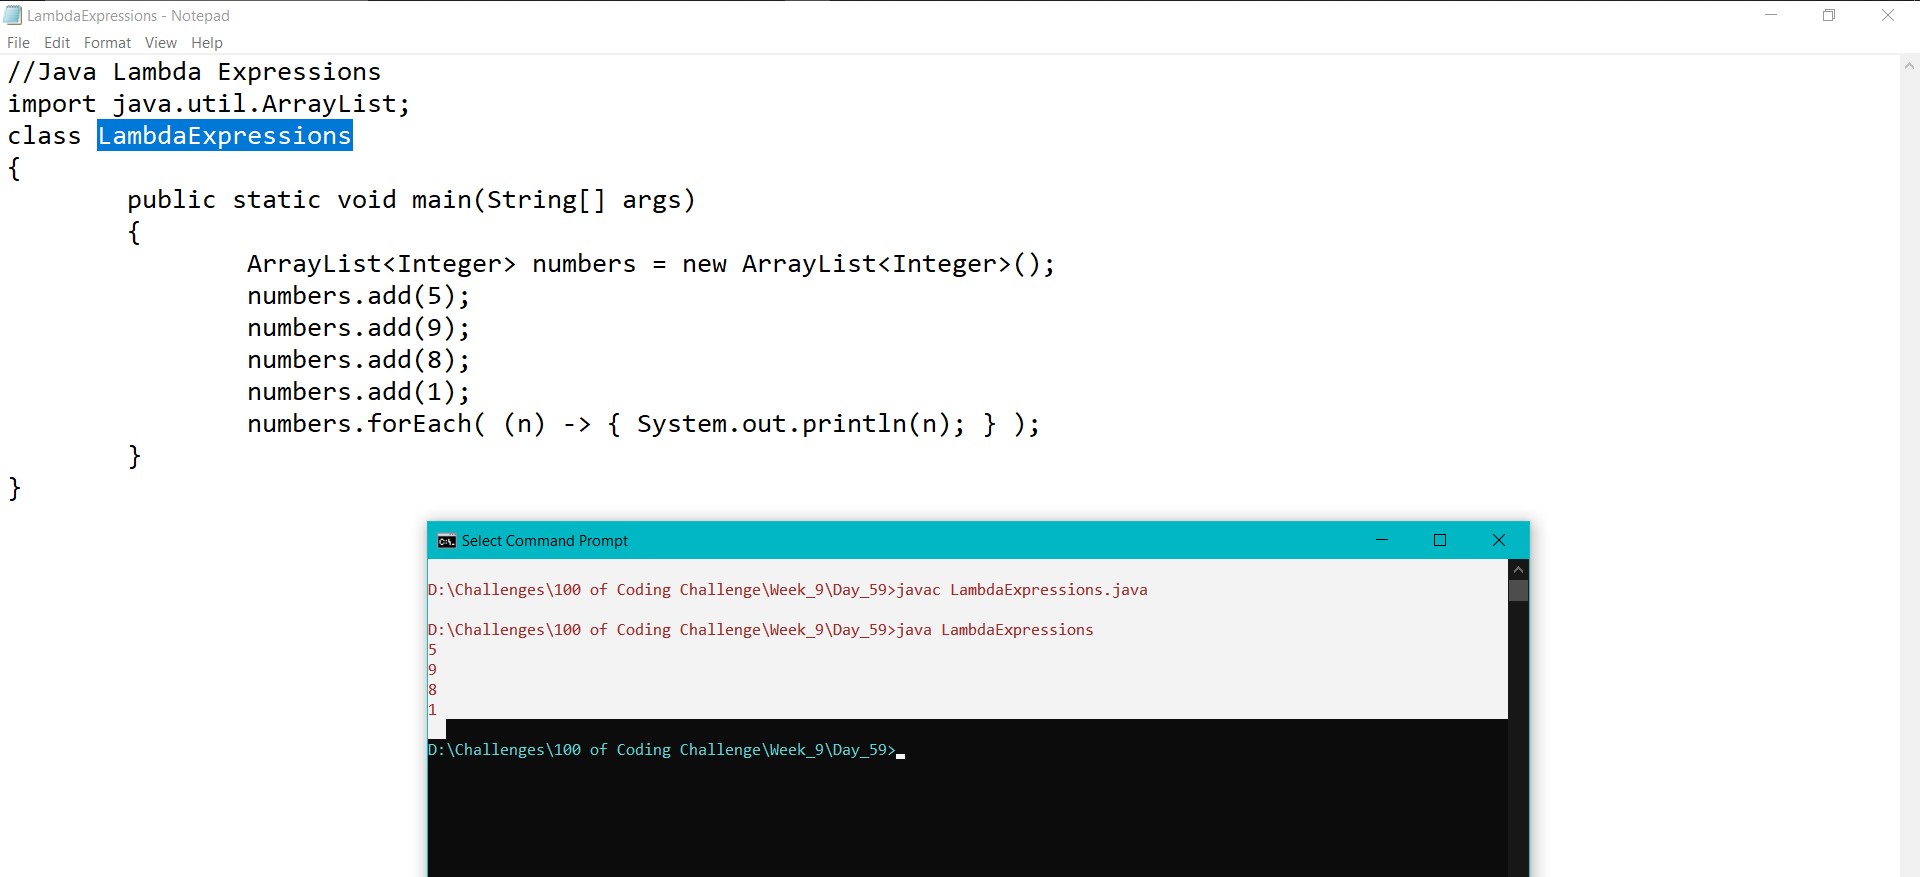 LambdaExpressions - Notepad
File Edit Format View Help
//Java Lambda Expressions
import java.util.ArrayList;
class LambdaExpressions
{
        public static void main(String[] args)
        {
                ArrayList<Integer> numbers = new ArrayList<Integer>();
                numbers.add(5);
                numbers.add(9);
                numbers.add(8);
                numbers.add(1);
                numbers.forEach( (n) -> { System.out.println(n); } );
        }
}
Select Command Prompt
D:\Challenges\100 of Coding Challenge\Week_9\Day_59>javac LambdaExpressions.java
D:\Challenges\100 of Coding Challenge\Week_9\Day_59>java LambdaExpressions
5
9
8
1
D:\Challenges\100 of Coding Challenge\Week_9\Day_59>